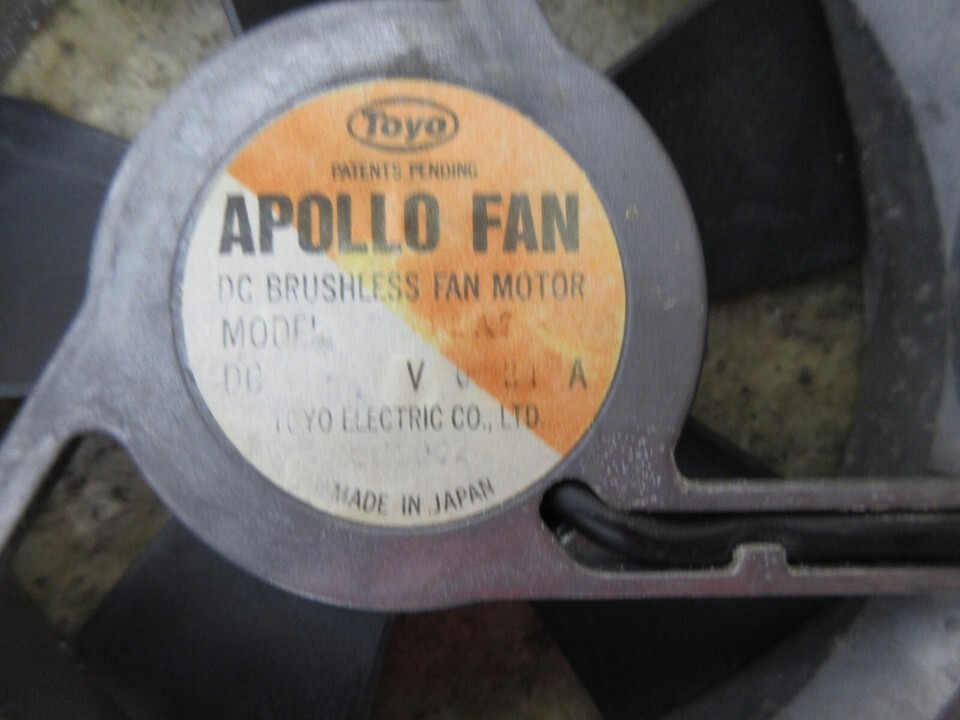 Toyo
PATENTS PENDING
APOLLO FAN
DC BRUSHLESS FAN MOTOR
MODEL
DC V A
TOYO ELECTRIC CO., LTD.
MADE IN JAPAN